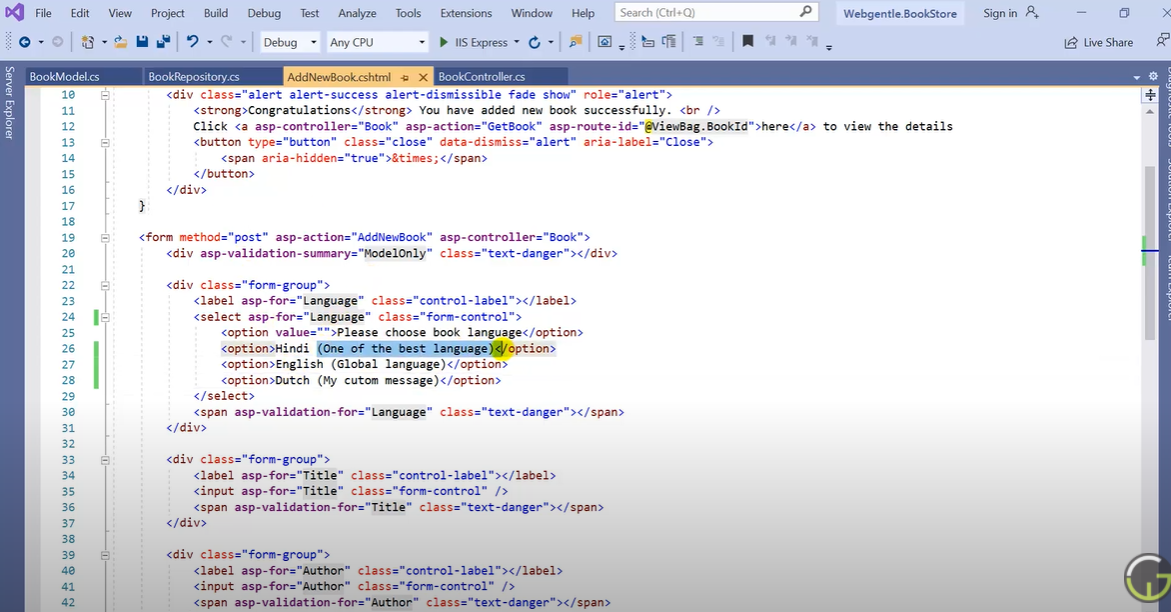 File Edit View Project Build Debug Test Analyze Tools Extensions Window Help Search (Ctrl+Q) Webgentle.BookStore Sign in
Debug Any CPU IIS Express Live Share
BookModel.cs BookRepository.cs AddNewBook.cshtml BookController.cs
Server Explorer
10 <div class="alert alert-success alert-dismissible fade show" role="alert">
11 <strong>Congratulations</strong> You have added new book successfully. <br />
12 Click <a asp-controller="Book" asp-action="GetBook" asp-route-id="@ViewBag.BookId">here</a> to view the details
13 <button type="button" class="close" data-dismiss="alert" aria-label="Close">
14 <span aria-hidden="true">&times;</span>
15 </button>
16 </div>
17 }
18
19 <form method="post" asp-action="AddNewBook" asp-controller="Book">
20 <div asp-validation-summary="ModelOnly" class="text-danger"></div>
21
22 <div class="form-group">
23 <label asp-for="Language" class="control-label"></label>
24 <select asp-for="Language" class="form-control">
25 <option value="">Please choose book language</option>
26 <option>Hindi (One of the best language)</option>
27 <option>English (Global language)</option>
28 <option>Dutch (My cutom message)</option>
29 </select>
30 <span asp-validation-for="Language" class="text-danger"></span>
31 </div>
32
33 <div class="form-group">
34 <label asp-for="Title" class="control-label"></label>
35 <input asp-for="Title" class="form-control" />
36 <span asp-validation-for="Title" class="text-danger"></span>
37 </div>
38
39 <div class="form-group">
40 <label asp-for="Author" class="control-label"></label>
41 <input asp-for="Author" class="form-control" />
42 <span asp-validation-for="Author" class="text-danger"></span>